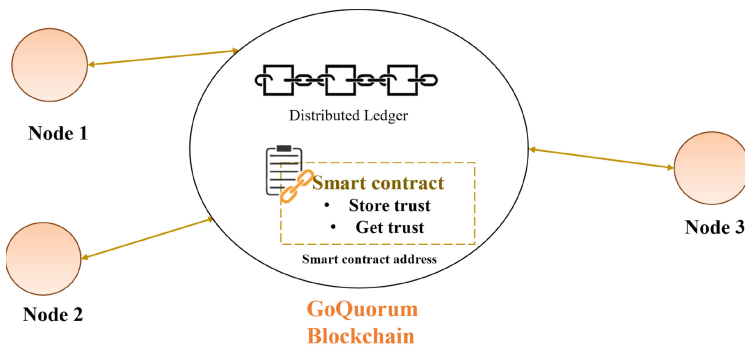 Node 1
Distributed Ledger
Smart contract
• Store trust
• Get trust
Smart contract address
Node 2
Node 3
GoQuorum
Blockchain